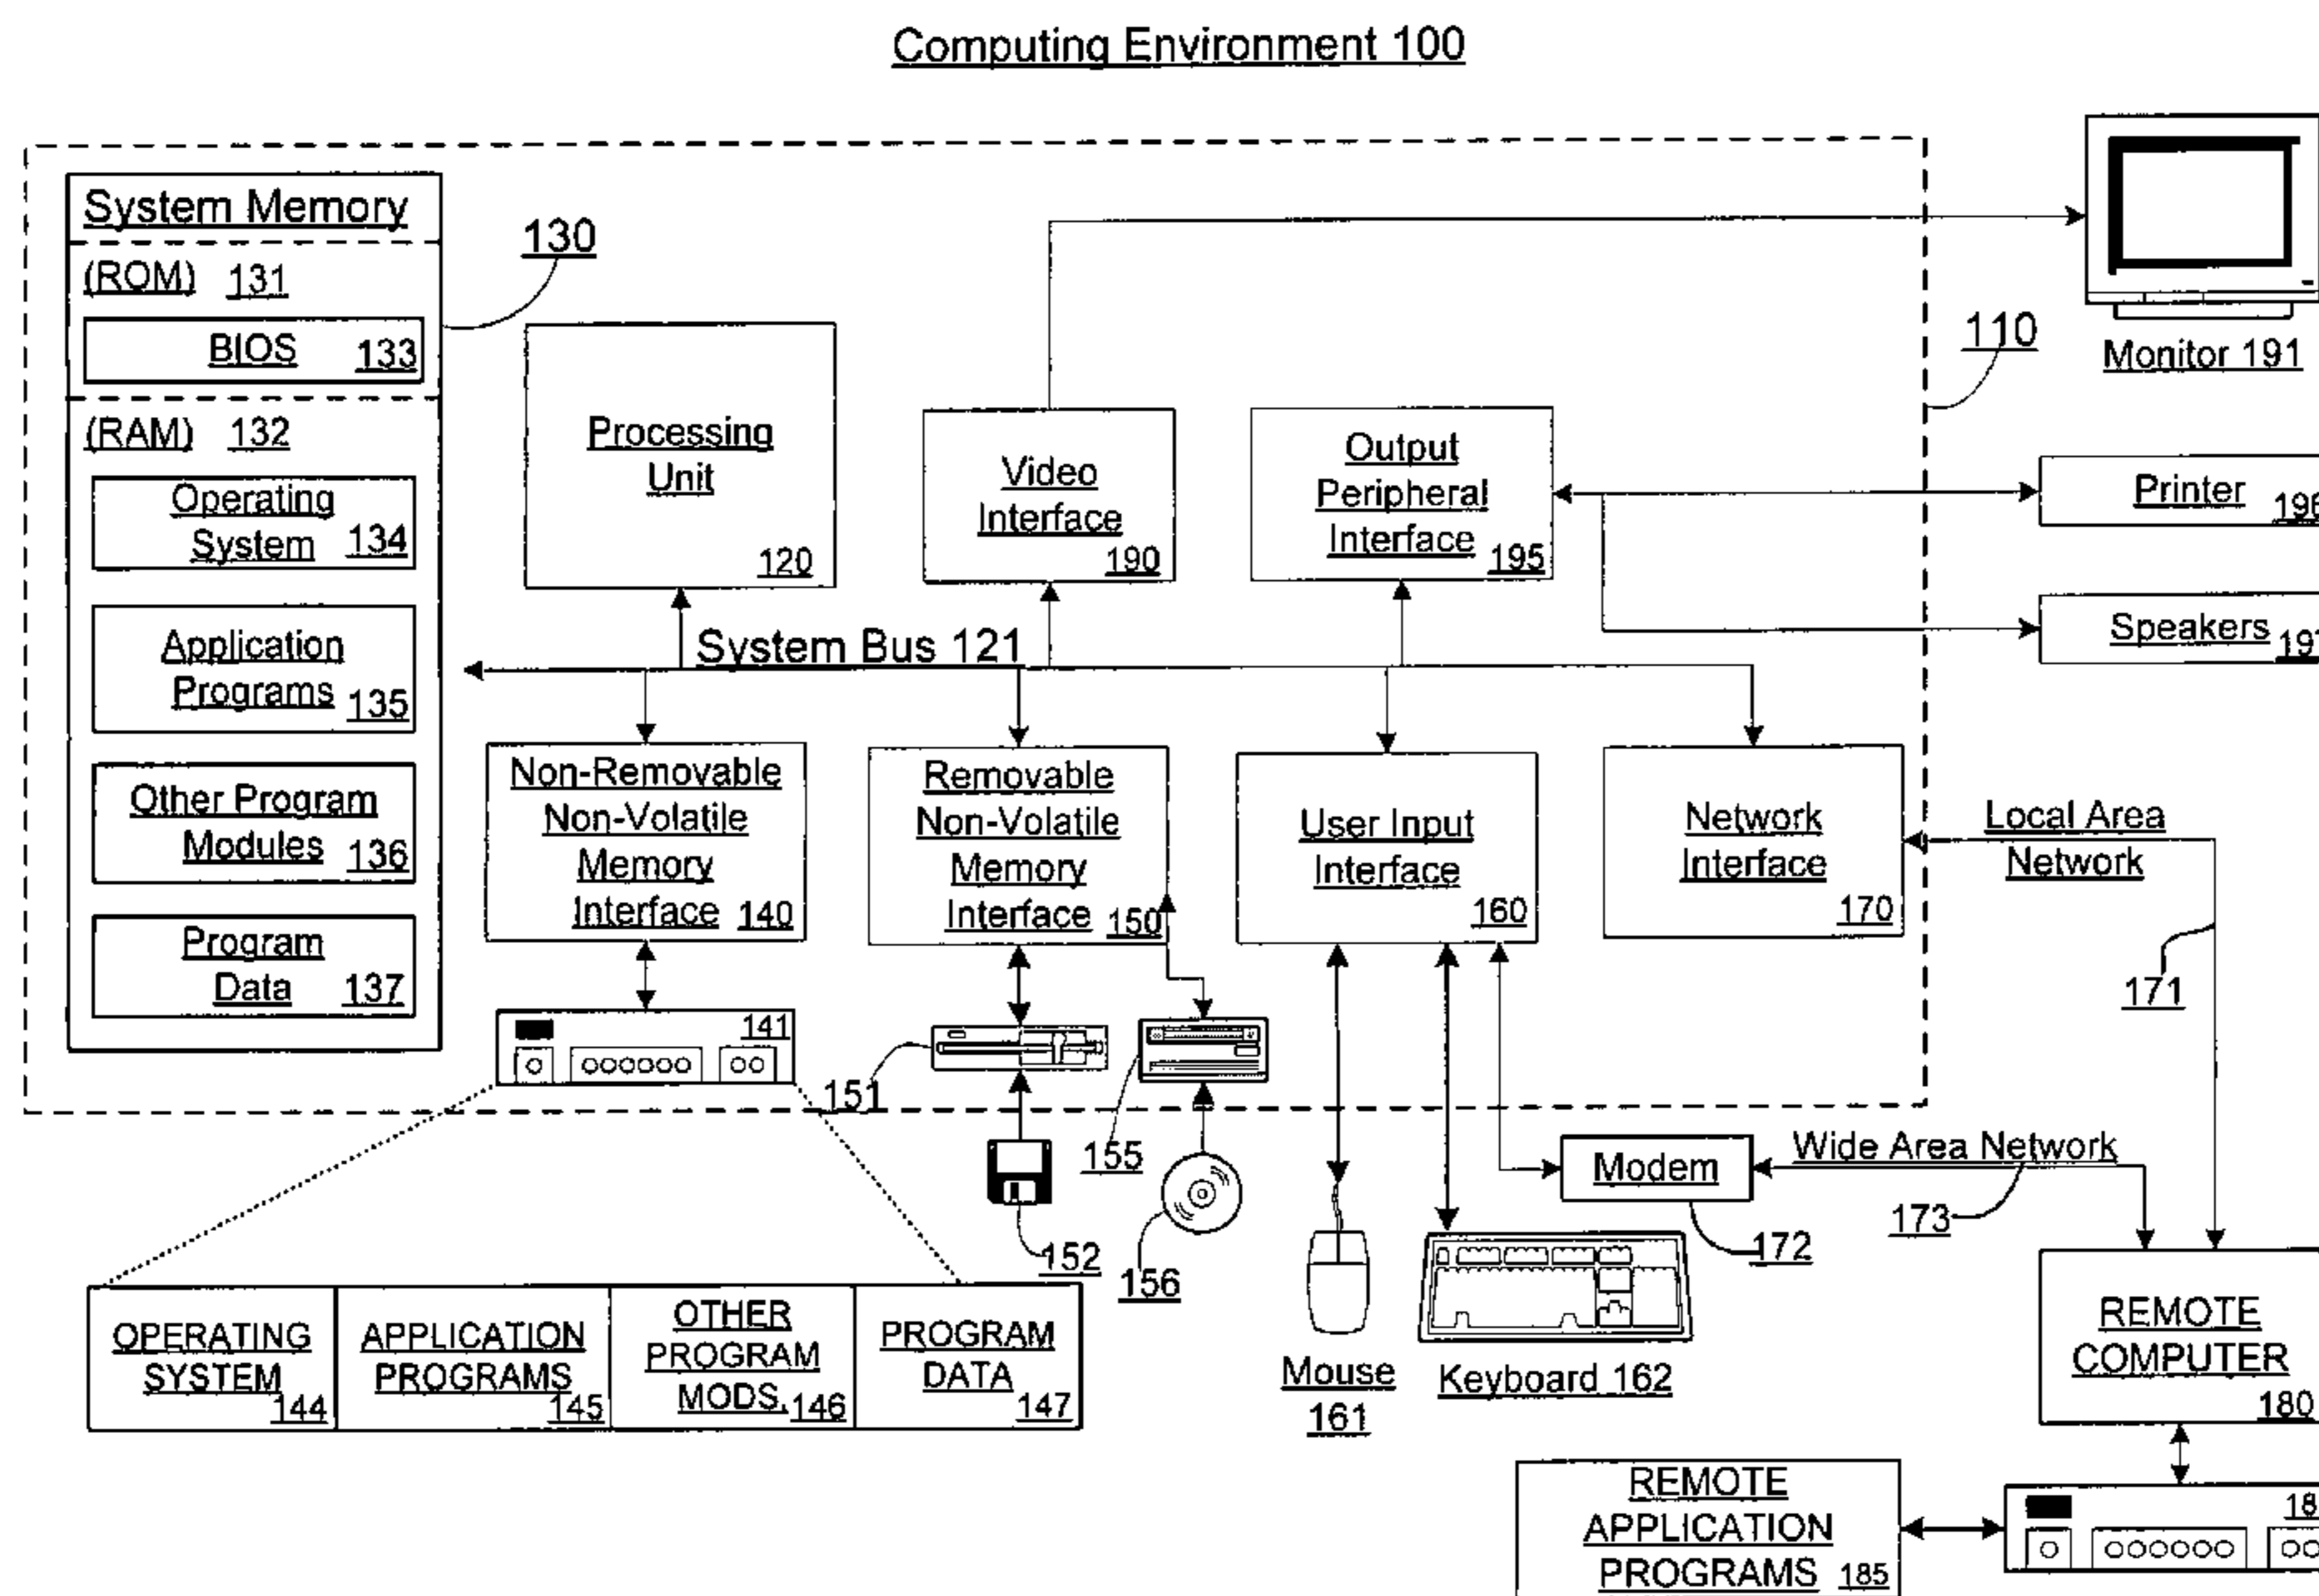 Computing Environment 100
System Memory
(ROM) 131
BIOS 133
(RAM) 132
Operating
System 134
Application
Programs 135
Other Program
Modules 136
Program
Data 137
130
Processing
Unit
120
Video
Interface
190
Output
Peripheral
Interface 195
110
Monitor 191
Printer 196
Speakers
System Bus 121
Non-Removable
Non-Volatile
Memory
Interface 140
Removable
Non-Volatile
Memory
Interface 150
User Input
Interface
160
Network
Interface
170
Local Area
Network
171
141
151
155
152
156
Modem
172
Wide Area Network
173
Mouse
161
Keyboard 162
OPERATING
SYSTEM
144
APPLICATION
PROGRAMS
145
OTHER
PROGRAM
MODS. 146
PROGRAM
DATA
147
REMOTE
COMPUTER
180
REMOTE
APPLICATION
PROGRAMS 185